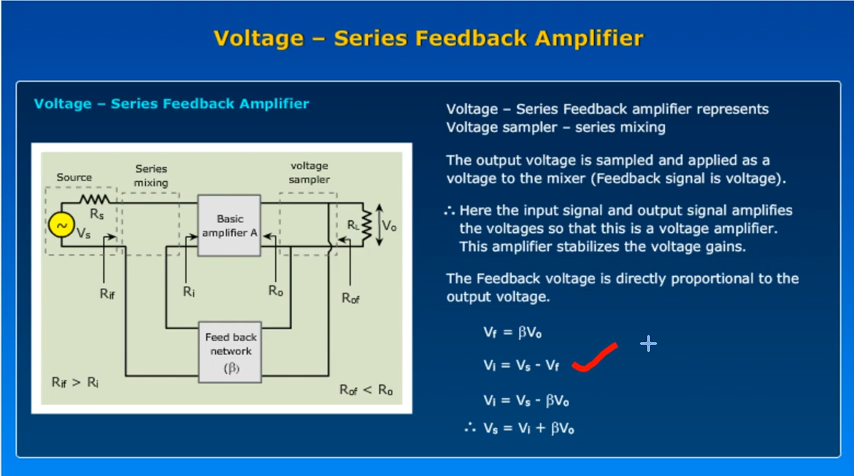 Voltage – Series Feedback Amplifier
Voltage – Series Feedback Amplifier
Source
Series
mixing
voltage
sampler
Rs
~
Vs
Basic
amplifier A
RL
Vo
Rif
Ri
Ro
Rof
Feed back
network
(β)
Rif > Ri
Rof < Ro
Voltage – Series Feedback amplifier represents
Voltage sampler – series mixing
The output voltage is sampled and applied as a
voltage to the mixer (Feedback signal is voltage).
∴ Here the input signal and output signal amplifies
the voltages so that this is a voltage amplifier.
This amplifier stabilizes the voltage gains.
The Feedback voltage is directly proportional to the
output voltage.
Vf = βVo
Vi = Vs - Vf
Vi = Vs - βVo
∴ Vs = Vi + βVo